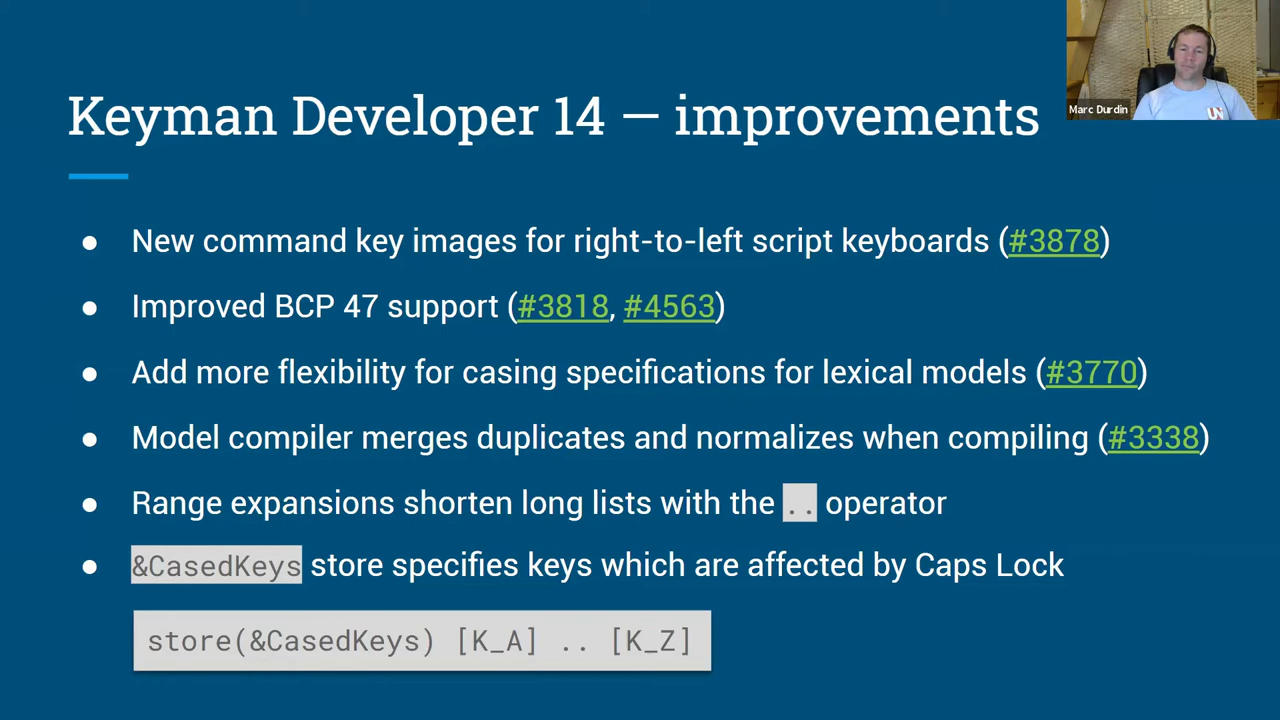 Keyman Developer 14 — improvements
Marc Durdin
UN
● New command key images for right-to-left script keyboards (#3878)
● Improved BCP 47 support (#3818, #4563)
● Add more flexibility for casing specifications for lexical models (#3770)
● Model compiler merges duplicates and normalizes when compiling (#3338)
● Range expansions shorten long lists with the .. operator
● &CasedKeys store specifies keys which are affected by Caps Lock
store(&CasedKeys) [K_A] .. [K_Z]